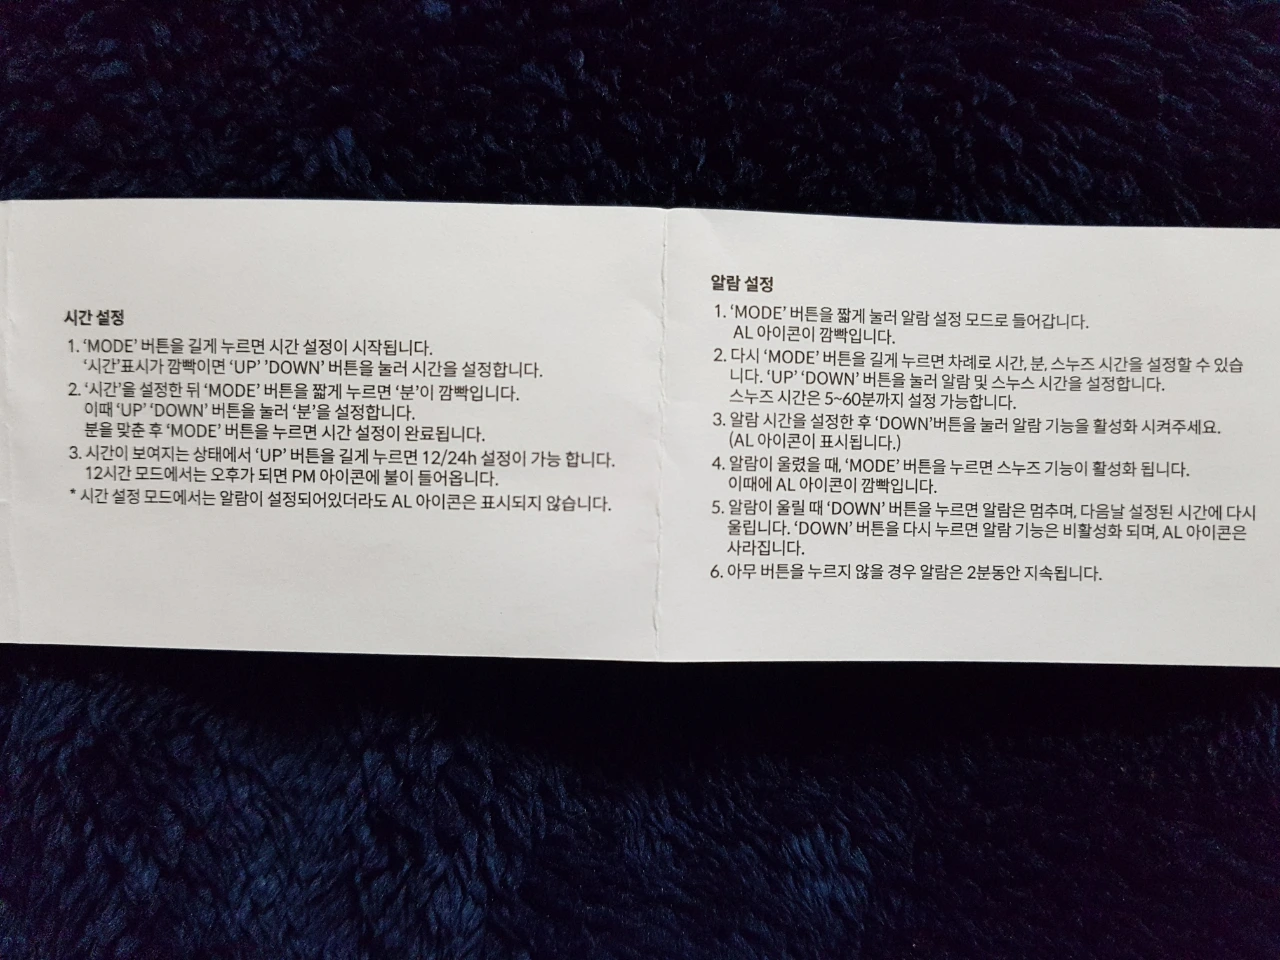 시간 설정
1. ‘MODE’ 버튼을 길게 누르면 시간 설정이 시작됩니다.
‘시간’표시가 깜빡이면 ‘UP’ ’DOWN’ 버튼을 눌러 시간을 설정합니다.
2. ‘시간’을 설정한 뒤 ‘MODE’ 버튼을 짧게 누르면 ‘분’이 깜빡입니다.
이때 ‘UP’ ‘DOWN’ 버튼을 눌러 ‘분’을 설정합니다.
분을 맞춘 후 ‘MODE’ 버튼을 누르면 시간 설정이 완료됩니다.
3. 시간이 보여지는 상태에서 ‘UP’ 버튼을 길게 누르면 12/24h 설정이 가능 합니다.
12시간 모드에서는 오후가 되면 PM 아이콘에 불이 들어옵니다.
* 시간 설정 모드에서는 알람이 설정되어있더라도 AL 아이콘은 표시되지 않습니다.
알람 설정
1. ‘MODE’ 버튼을 짧게 눌러 알람 설정 모드로 들어갑니다.
AL 아이콘이 깜빡입니다.
2. 다시 ‘MODE’ 버튼을 길게 누르면 차례로 시간, 분, 스누즈 시간을 설정할 수 있습
니다. ‘UP’ ‘DOWN’ 버튼을 눌러 알람 및 스누스 시간을 설정합니다.
스누즈 시간은 5~60분까지 설정 가능합니다.
3. 알람 시간을 설정한 후 ‘DOWN’버튼을 눌러 알람 기능을 활성화 시켜주세요.
(AL 아이콘이 표시됩니다.)
4. 알람이 울렸을 때, ‘MODE’ 버튼을 누르면 스누즈 기능이 활성화 됩니다.
이때에 AL 아이콘이 깜빡입니다.
5. 알람이 울릴 때 ‘DOWN’ 버튼을 누르면 알람은 멈추며, 다음날 설정된 시간에 다시
울립니다. ‘DOWN’ 버튼을 다시 누르면 알람 기능은 비활성화 되며, AL 아이콘은
사라집니다.
6. 아무 버튼을 누르지 않을 경우 알람은 2분동안 지속됩니다.